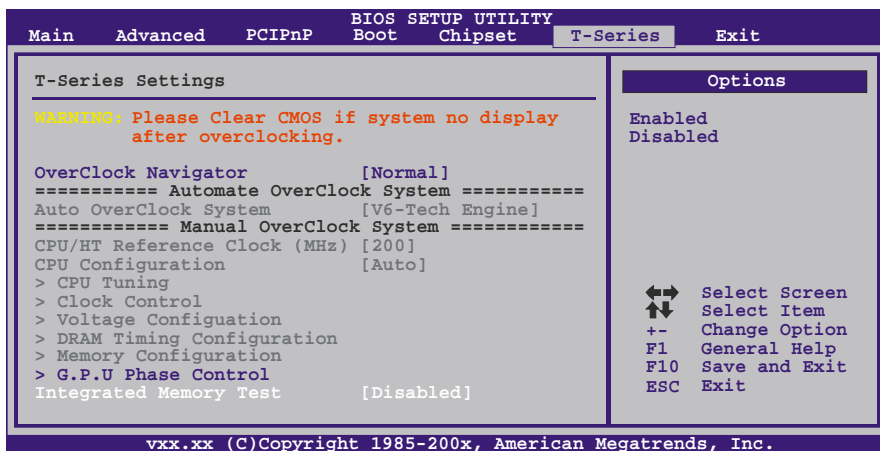 BIOS SETUP UTILITY
Main Advanced PCIPnP Boot Chipset T-Series Exit
T-Series Settings
WARNING: Please Clear CMOS if system no display
after overclocking.
OverClock Navigator [Normal]
=========== Automate OverClock System ===========
Auto OverClock System [V6-Tech Engine]
============ Manual OverClock System ============
CPU/HT Reference Clock (MHz) [200]
CPU Configuration [Auto]
> CPU Tuning
> Clock Control
> Voltage Configuation
> DRAM Timing Configuration
> Memory Configuration
> G.P.U Phase Control
Integrated Memory Test [Disabled]
Options
Enabled
Disabled
Select Screen
Select Item
+- Change Option
F1 General Help
F10 Save and Exit
ESC Exit
vxx.xx (C)Copyright 1985-200x, American Megatrends, Inc.